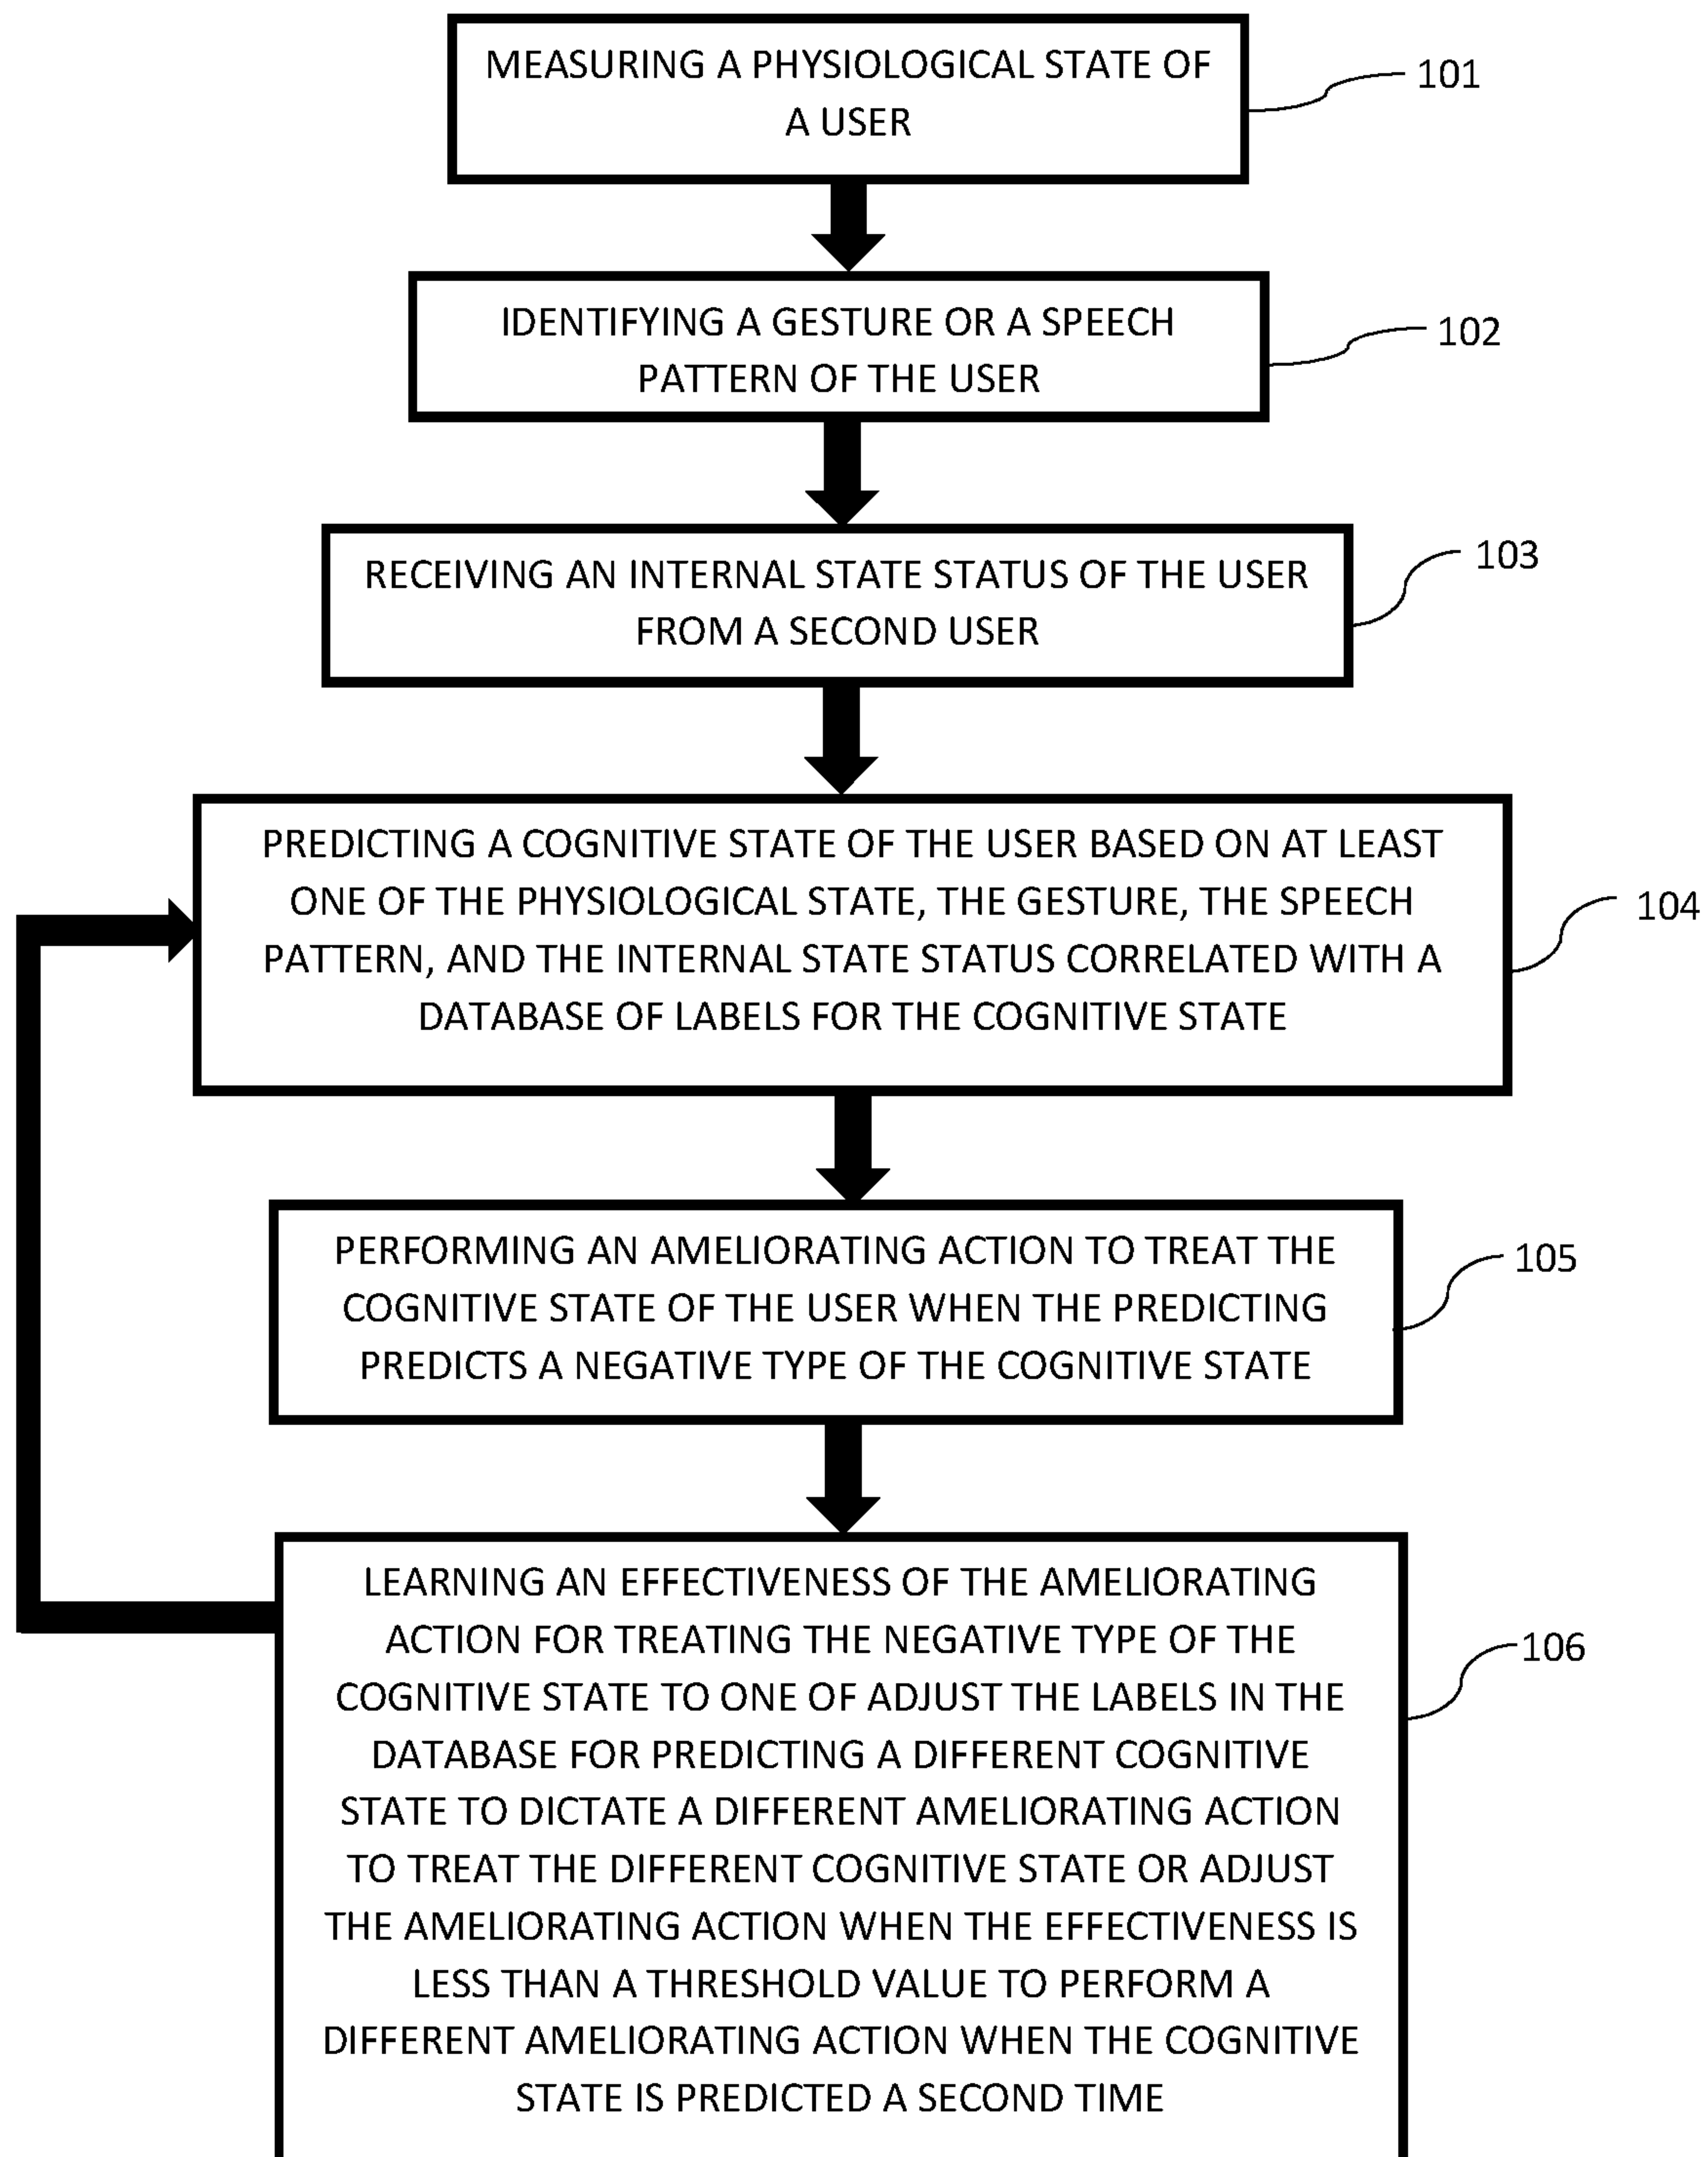 MEASURING A PHYSIOLOGICAL STATE OF
A USER
101
IDENTIFYING A GESTURE OR A SPEECH
PATTERN OF THE USER
102
RECEIVING AN INTERNAL STATE STATUS OF THE USER
FROM A SECOND USER
103
PREDICTING A COGNITIVE STATE OF THE USER BASED ON AT LEAST
ONE OF THE PHYSIOLOGICAL STATE, THE GESTURE, THE SPEECH
PATTERN, AND THE INTERNAL STATE STATUS CORRELATED WITH A
DATABASE OF LABELS FOR THE COGNITIVE STATE
104
PERFORMING AN AMELIORATING ACTION TO TREAT THE
COGNITIVE STATE OF THE USER WHEN THE PREDICTING
PREDICTS A NEGATIVE TYPE OF THE COGNITIVE STATE
105
LEARNING AN EFFECTIVENESS OF THE AMELIORATING
ACTION FOR TREATING THE NEGATIVE TYPE OF THE
COGNITIVE STATE TO ONE OF ADJUST THE LABELS IN THE
DATABASE FOR PREDICTING A DIFFERENT COGNITIVE
STATE TO DICTATE A DIFFERENT AMELIORATING ACTION
TO TREAT THE DIFFERENT COGNITIVE STATE OR ADJUST
THE AMELIORATING ACTION WHEN THE EFFECTIVENESS IS
LESS THAN A THRESHOLD VALUE TO PERFORM A
DIFFERENT AMELIORATING ACTION WHEN THE COGNITIVE
STATE IS PREDICTED A SECOND TIME
106